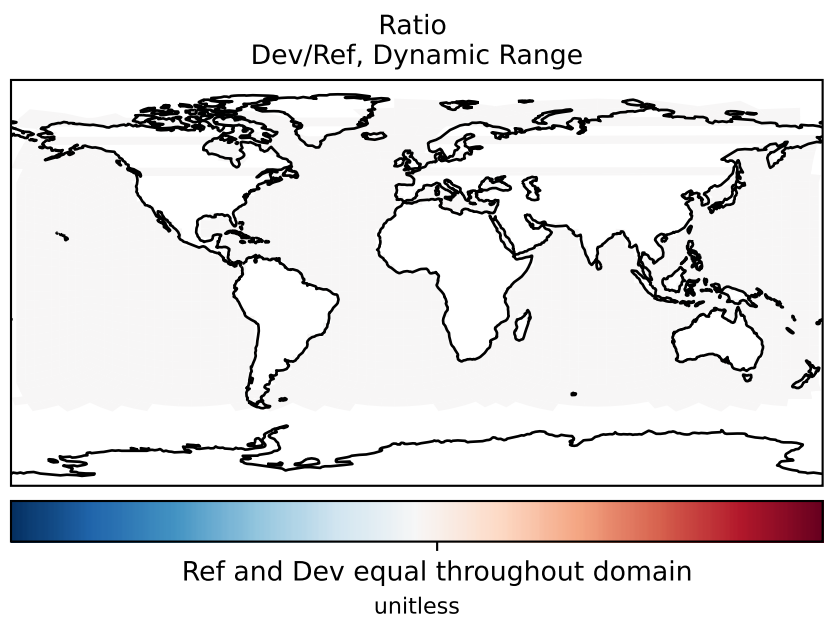 Ratio
Dev/Ref, Dynamic Range
Ref and Dev equal throughout domain
unitless